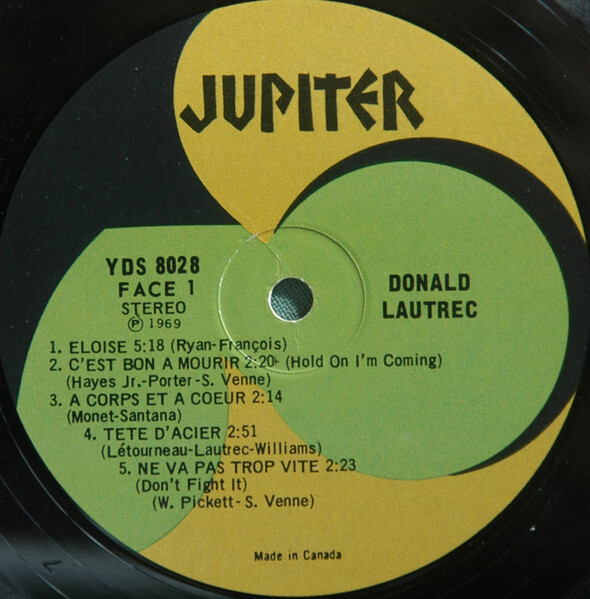 JUPITER
YDS 8028
FACE 1
STEREO
Ⓟ 1969
DONALD
LAUTREC
1. ELOISE 5:18 (Ryan-François)
2. C'EST BON A MOURIR 2:20 (Hold On I'm Coming)
(Hayes Jr.-Porter-S. Venne)
3. A CORPS ET A COEUR 2:14
(Monet-Santana)
4. TETE D'ACIER 2:51
(Létourneau-Lautrec-Williams)
5. NE VA PAS TROP VITE 2:23
(Don't Fight It)
(W. Pickett-S. Venne)
Made in Canada